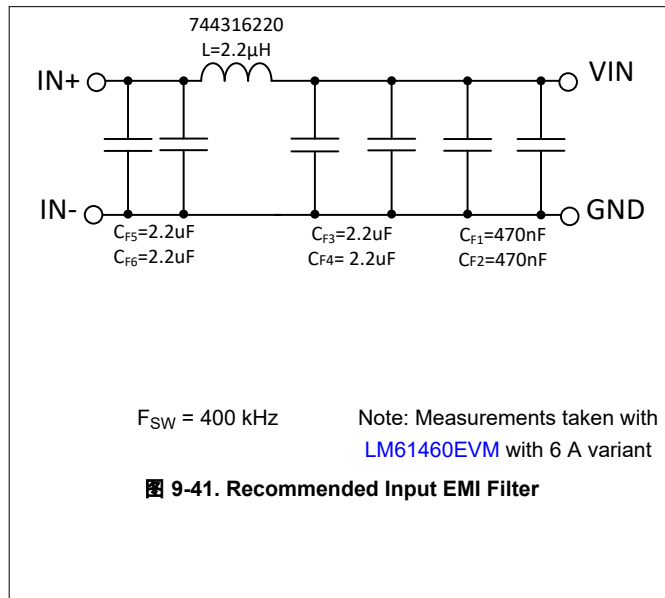 744316220
L=2.2µH
IN+
VIN
IN-
GND
CF5=2.2uF
CF6=2.2uF
CF3=2.2uF
CF4= 2.2uF
CF1=470nF
CF2=470nF
FSW = 400 kHz
Note: Measurements taken with
LM61460EVM with 6 A variant
图 9-41. Recommended Input EMI Filter